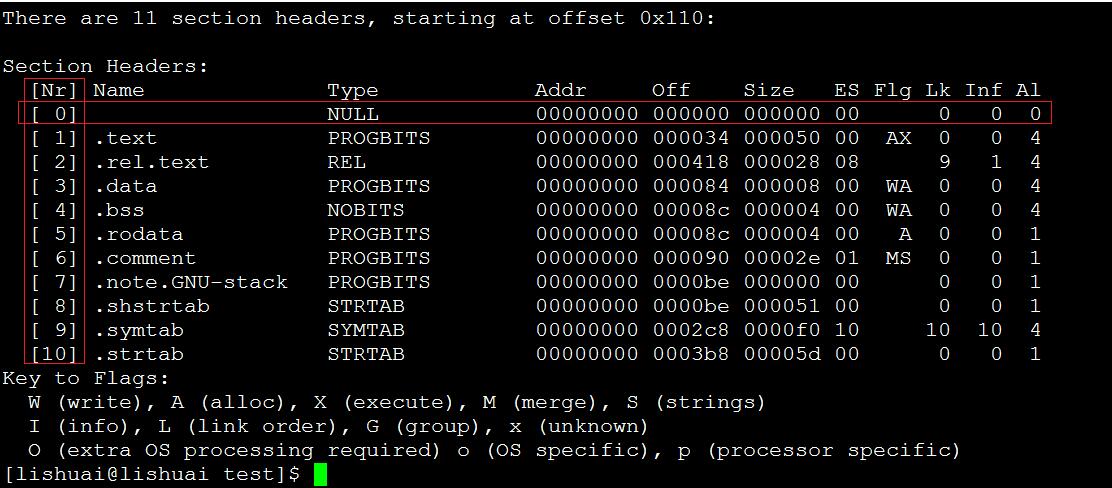 There are 11 section headers, starting at offset 0x110:
Section Headers:
[Nr] Name Type Addr Off Size ES Flg Lk Inf Al
[ 0] NULL 00000000 000000 000000 00 0 0 0
[ 1] .text PROGBITS 00000000 000034 000050 00 AX 0 0 4
[ 2] .rel.text REL 00000000 000418 000028 08 9 1 4
[ 3] .data PROGBITS 00000000 000084 000008 00 WA 0 0 4
[ 4] .bss NOBITS 00000000 00008c 000004 00 WA 0 0 4
[ 5] .rodata PROGBITS 00000000 00008c 000004 00 A 0 0 1
[ 6] .comment PROGBITS 00000000 000090 00002e 01 MS 0 0 1
[ 7] .note.GNU-stack PROGBITS 00000000 0000be 000000 00 0 0 1
[ 8] .shstrtab STRTAB 00000000 0000be 000051 00 0 0 1
[ 9] .symtab SYMTAB 00000000 0002c8 0000f0 10 10 10 4
[10] .strtab STRTAB 00000000 0003b8 00005d 00 0 0 1
Key to Flags:
W (write), A (alloc), X (execute), M (merge), S (strings)
I (info), L (link order), G (group), x (unknown)
O (extra OS processing required) o (OS specific), p (processor specific)
[lishuai@lishuai test]$